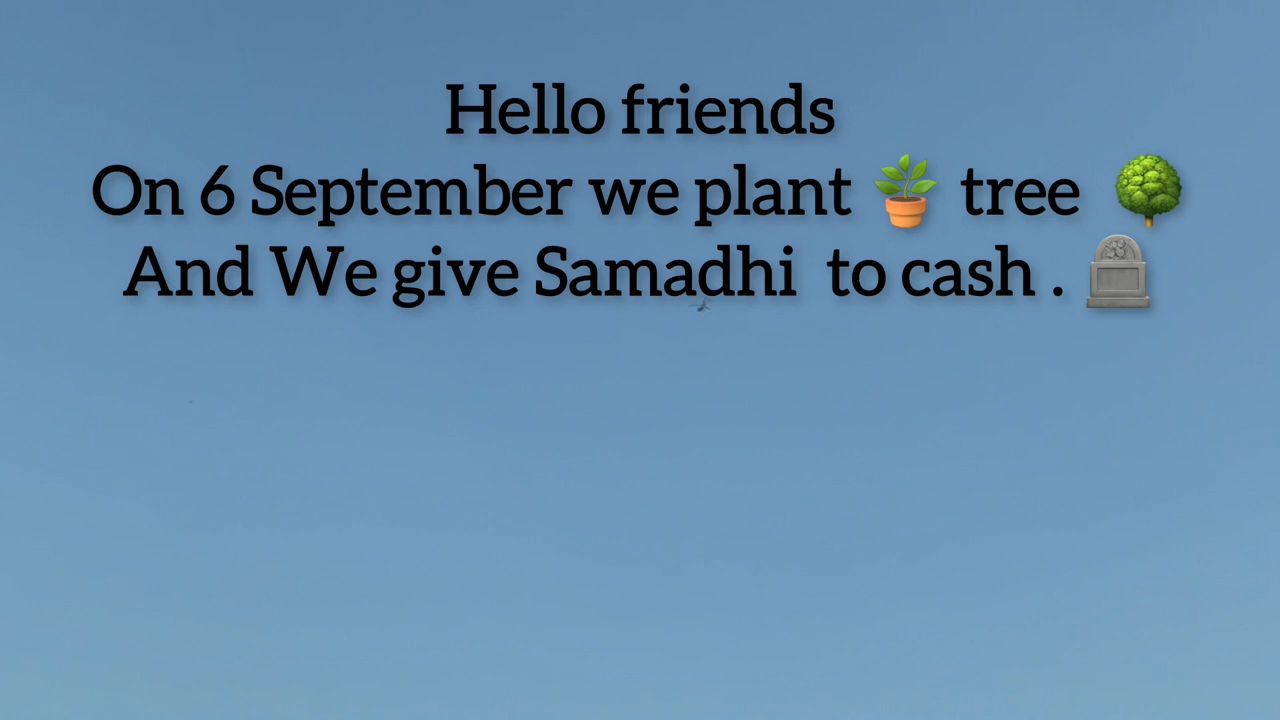 Hello friends
On 6 September we plant 🪴 tree 🌳
And We give Samadhi to cash . 🪦